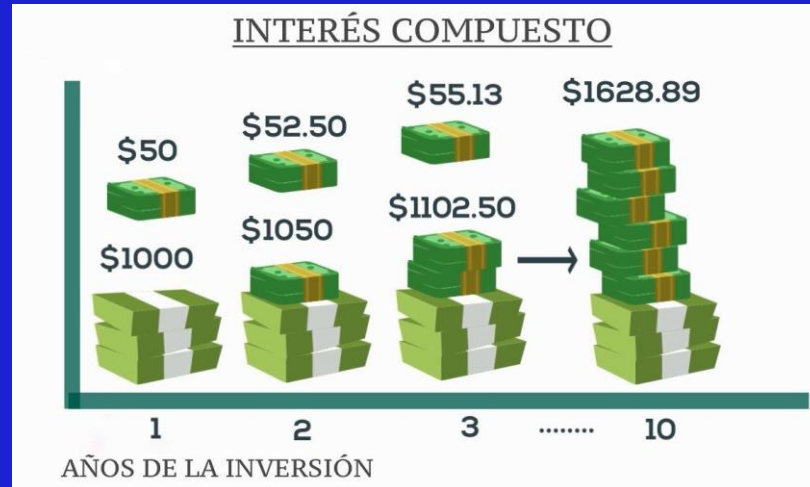 INTERÉS COMPUESTO
$50
$1000
$52.50
$1050
$55.13
$1102.50
$1628.89
1 2 3 ........ 10
AÑOS DE LA INVERSIÓN